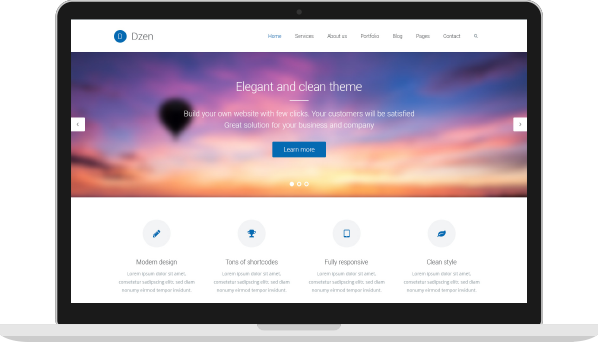 Dzen
Home Services About us Portfolio Blog Pages Contact
Elegant and clean theme
Build your own website with few clicks. Your customers will be satisfied
Great solution for your business and company
Learn more
Modern design Tons of shortcodes Fully responsive Clean style
Lorem ipsum dolor sit amet, Lorem ipsum dolor sit amet, Lorem ipsum dolor sit amet, Lorem ipsum dolor sit amet,
consetetur sadipscing elitr, sed diam consetetur sadipscing elitr, sed diam consetetur sadipscing elitr, sed diam consetetur sadipscing elitr, sed diam
nonumy eirmod tempor invidunt. nonumy eirmod tempor invidunt. nonumy eirmod tempor invidunt. nonumy eirmod tempor invidunt.